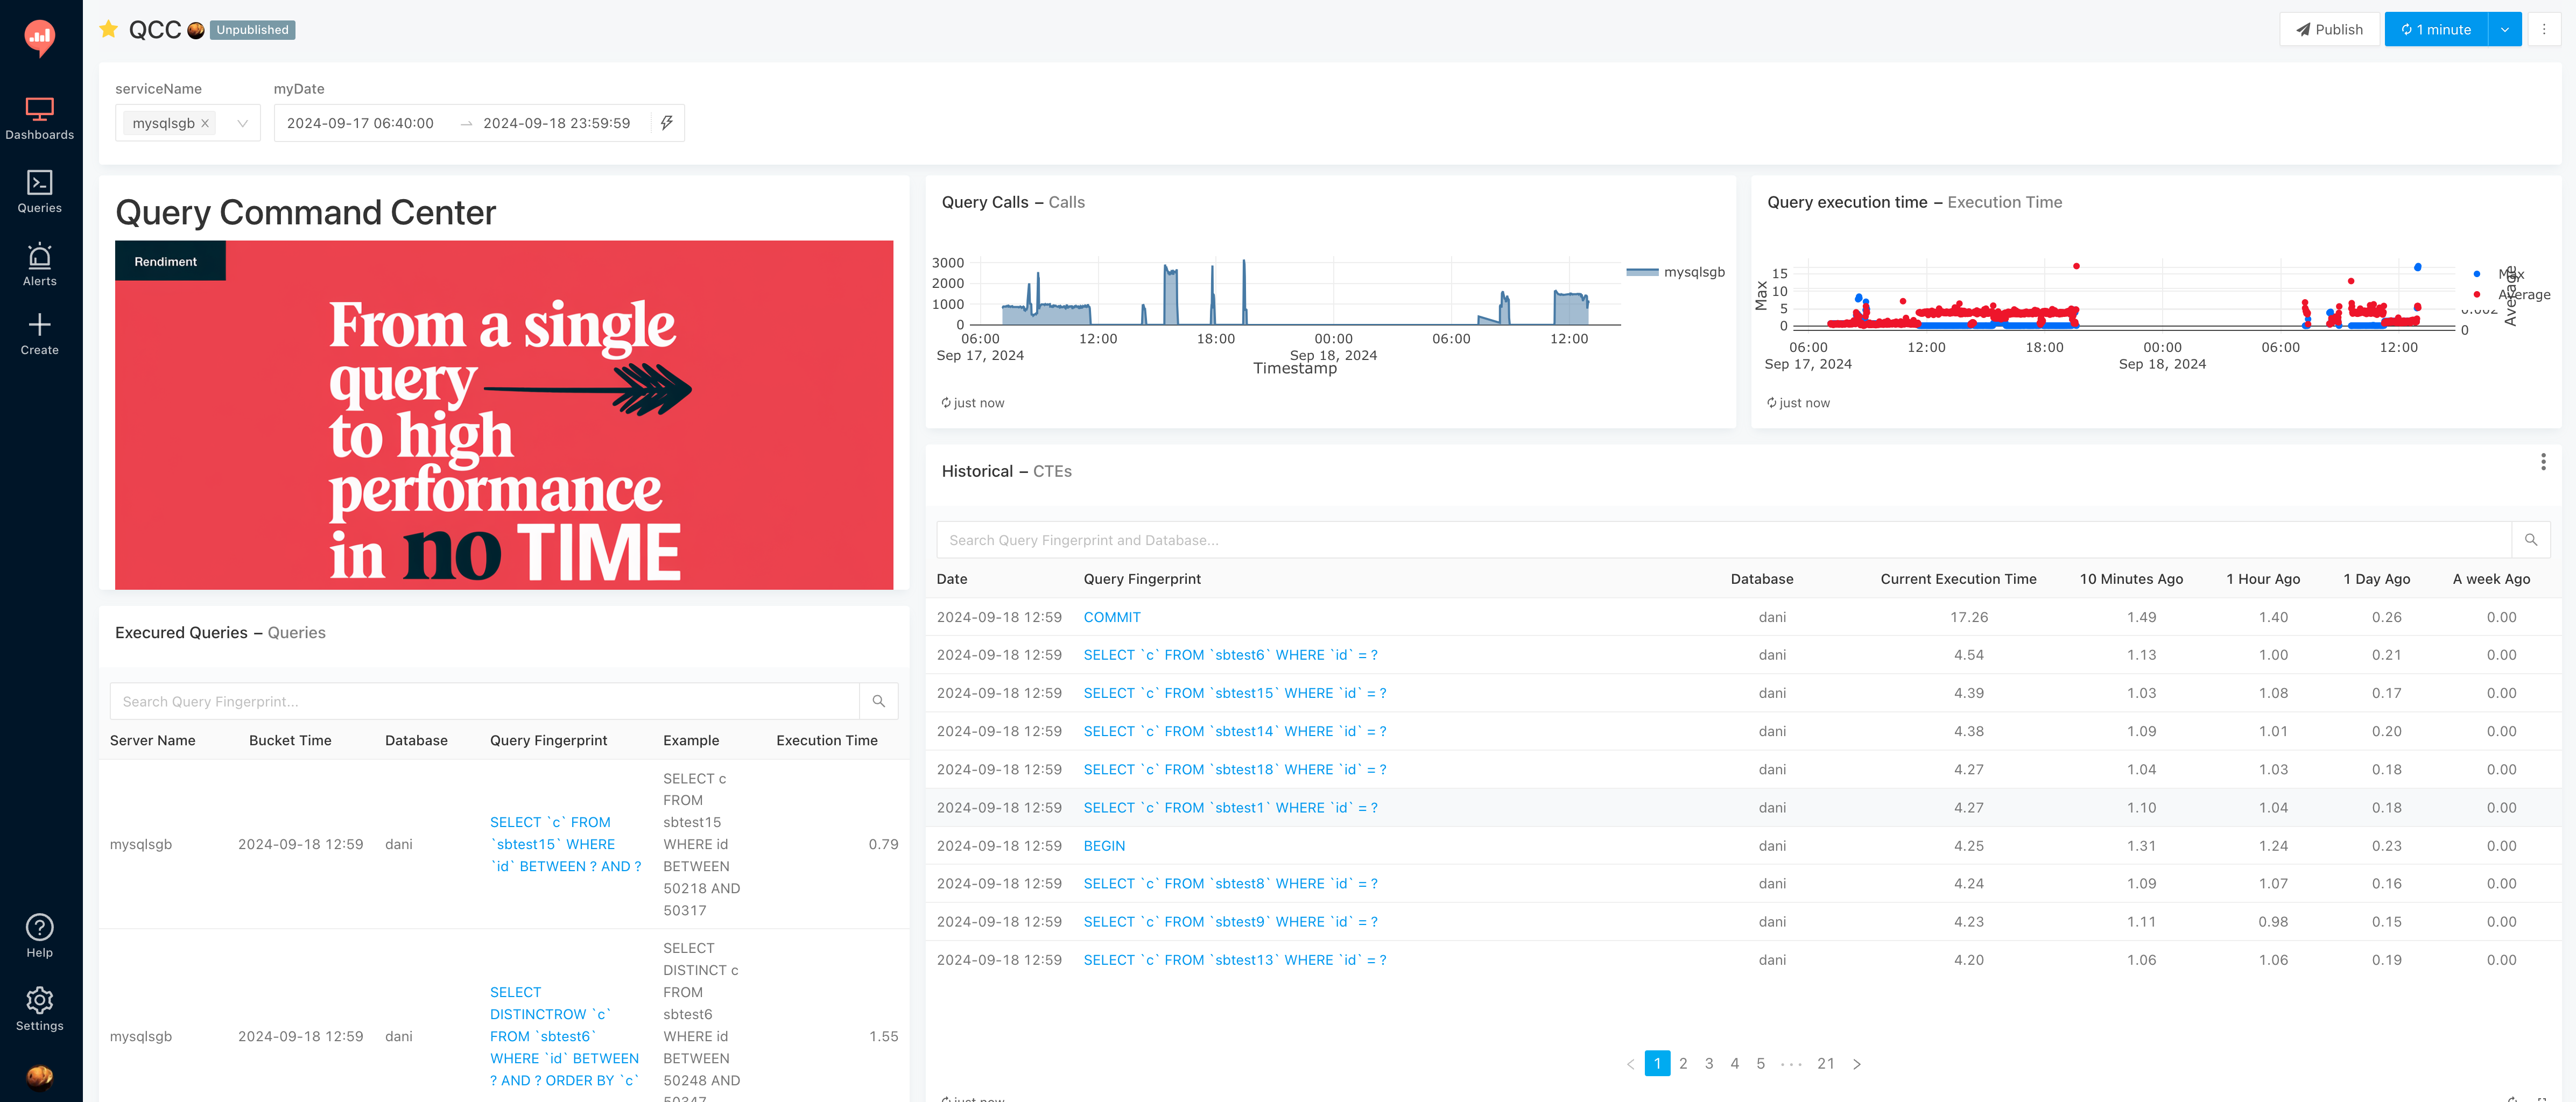 QCC Unpublished
Publish
1 minute
Dashboards
Queries
Alerts
Create
Help
Settings
serviceName
myDate
mysqlsgb
2024-09-17 06:40:00 → 2024-09-18 23:59:59
Query Command Center
Rendiment
From a single
query
to high
performance
in no TIME
Query Calls – Calls
3000
2000
1000
0
06:00
12:00
18:00
00:00
06:00
12:00
Sep 17, 2024
Sep 18, 2024
Timestamp
mysqlsgb
just now
Query execution time – Execution Time
Max
15
10
5
0
06:00
12:00
18:00
00:00
06:00
12:00
Sep 17, 2024
Sep 18, 2024
Max
Average
Average
0
just now
Execured Queries – Queries
Search Query Fingerprint...
Server Name Bucket Time Database Query Fingerprint Example Execution Time
mysqlsgb 2024-09-18 12:59 dani
SELECT `c` FROM
`sbtest15` WHERE
`id` BETWEEN ? AND ?
SELECT c
FROM
sbtest15
WHERE id
BETWEEN
50218 AND
50317
0.79
mysqlsgb 2024-09-18 12:59 dani
SELECT
DISTINCTROW `c`
FROM `sbtest6`
WHERE `id` BETWEEN
? AND ? ORDER BY `c`
SELECT
DISTINCT c
FROM
sbtest6
WHERE id
BETWEEN
50248 AND
50347
1.55
Historical – CTEs
Search Query Fingerprint and Database...
Date Query Fingerprint Database Current Execution Time 10 Minutes Ago 1 Hour Ago 1 Day Ago A week Ago
2024-09-18 12:59 COMMIT dani 17.26 1.49 1.40 0.26 0.00
2024-09-18 12:59 SELECT `c` FROM `sbtest6` WHERE `id` = ? dani 4.54 1.13 1.00 0.21 0.00
2024-09-18 12:59 SELECT `c` FROM `sbtest15` WHERE `id` = ? dani 4.39 1.03 1.08 0.17 0.00
2024-09-18 12:59 SELECT `c` FROM `sbtest14` WHERE `id` = ? dani 4.38 1.09 1.01 0.20 0.00
2024-09-18 12:59 SELECT `c` FROM `sbtest18` WHERE `id` = ? dani 4.27 1.04 1.03 0.18 0.00
2024-09-18 12:59 SELECT `c` FROM `sbtest1` WHERE `id` = ? dani 4.27 1.10 1.04 0.18 0.00
2024-09-18 12:59 BEGIN dani 4.25 1.31 1.24 0.23 0.00
2024-09-18 12:59 SELECT `c` FROM `sbtest8` WHERE `id` = ? dani 4.24 1.09 1.07 0.16 0.00
2024-09-18 12:59 SELECT `c` FROM `sbtest9` WHERE `id` = ? dani 4.23 1.11 0.98 0.15 0.00
2024-09-18 12:59 SELECT `c` FROM `sbtest13` WHERE `id` = ? dani 4.20 1.06 1.06 0.19 0.00
< 1 2 3 4 5 ••• 21 >
just now